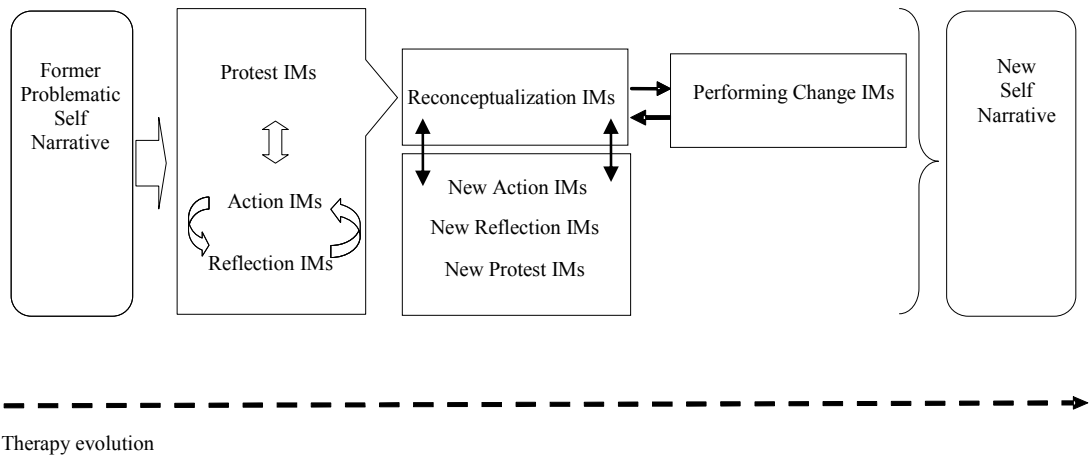 Former
Problematic
Self
Narrative
Protest IMs
Action IMs
Reflection IMs
Reconceptualization IMs
New Action IMs
New Reflection IMs
New Protest IMs
Performing Change IMs
New
Self
Narrative
Therapy evolution